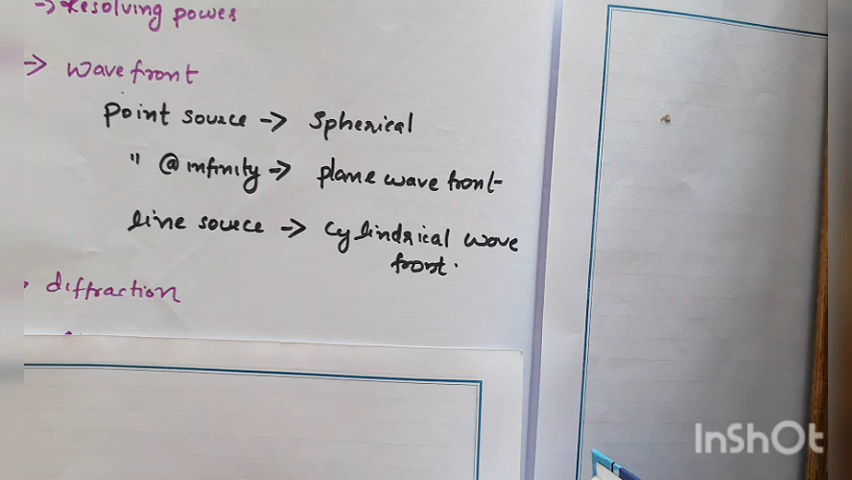 → Resolving power
→ wave front
point source → spherical
" @ infinity → plane wave front
line source → cylindrical wave
front.
diffraction
InShOt